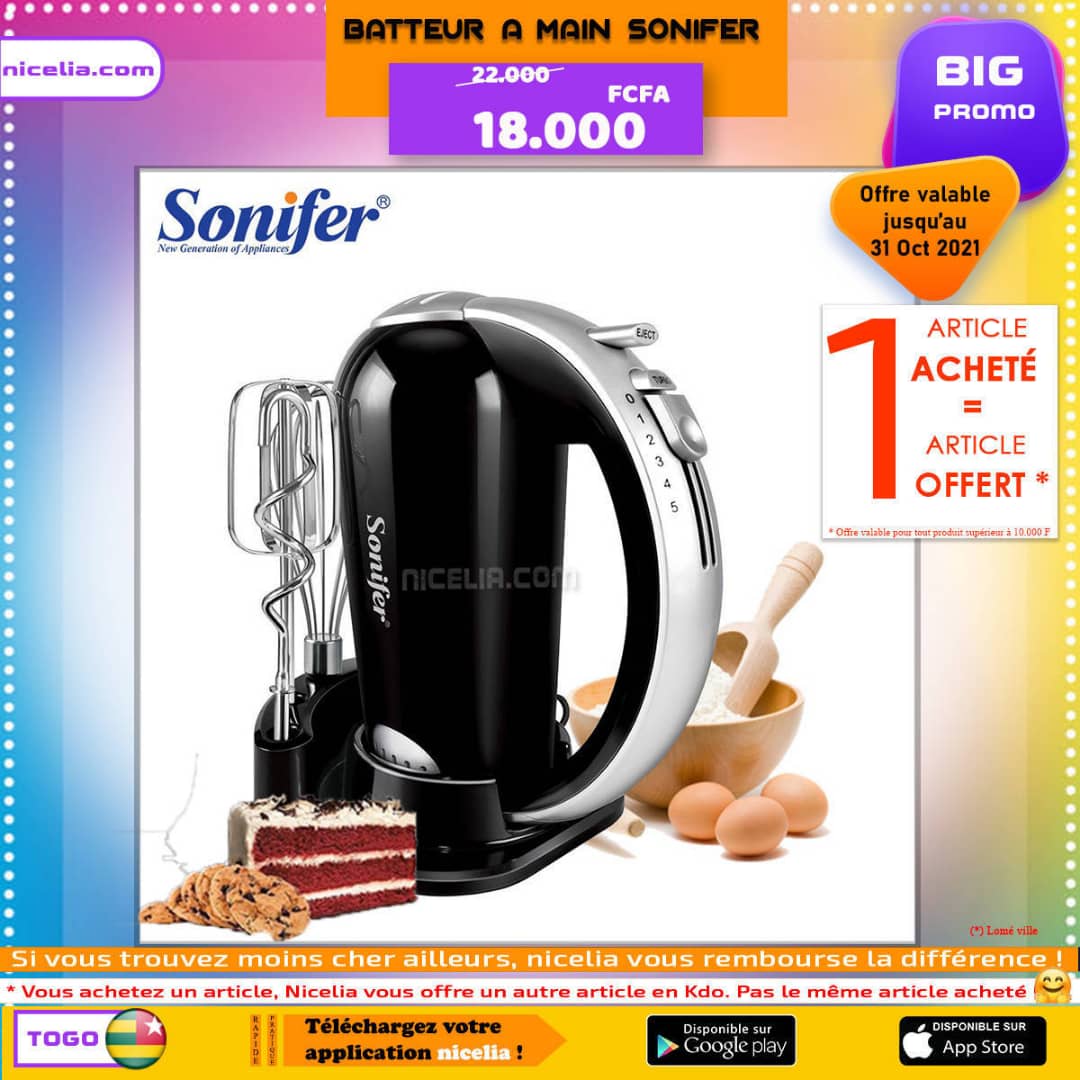 BATTEUR A MAIN SONIFER
nicelia.com
22.000
FCFA
18.000
BIG
PROMO
Offre valable
jusqu'au
31 Oct 2021
Sonifer®
New Generation of Appliances
1
ARTICLE
ACHETÉ
=
ARTICLE
OFFERT *
* Offre valable pour tout produit supérieur à 10.000 F
EJECT
0
1
2
3
4
5
Sonifer®
NICELIA.COM
(*) Lomé ville
Si vous trouvez moins cher ailleurs, nicelia vous rembourse la différence !
* Vous achetez un article, Nicelia vous offre un autre article en Kdo. Pas le même article acheté
TOGO
RAPIDE
PRATIQUE
Téléchargez votre
application nicelia !
Disponible sur
Google play
DISPONIBLE SUR
App Store